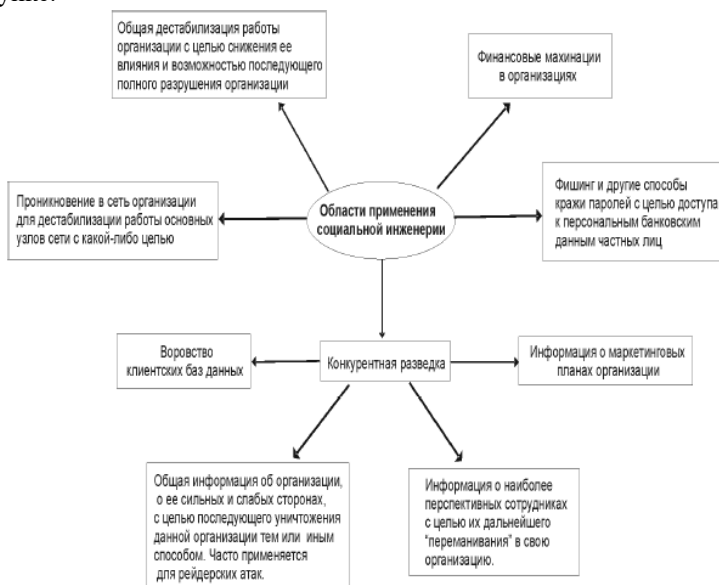 Общая дестабилизация работы
организации с целью снижения ее
влияния и возможностью последующего
полного разрушения организации
Финансовые махинации
в организациях
Проникновение в сеть организации
для дестабилизации работы основных
узлов сети с какой-либо целью
Области применения
социальной инженерии
Фишинг и другие способы
кражи паролей с целью доступа
к персональным банковским
данным частных лиц
Воровство
клиентских баз данных
Конкурентная разведка
Информация о маркетинговых
планах организации
Общая информация об организации,
о ее сильных и слабых сторонах,
с целью последующего уничтожения
данной организации тем или иным
способом. Часто применяется
для рейдерских атак.
Информация о наиболее
перспективных сотрудниках
с целью их дальнейшего
"переманивания" в свою
организацию.